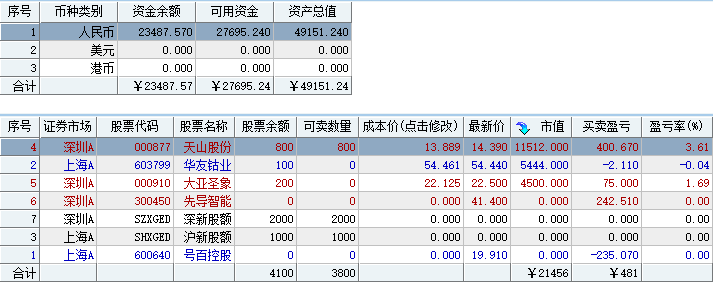 序号 币种类别 资金余额 可用资金 资产总值
1 人民币 23487.570 27695.240 49151.240
2 美元 0.000 0.000 0.000
3 港币 0.000 0.000 0.000
合计 ￥23487.57 ￥27695.24 ￥49151.24
序号 证券市场 股票代码 股票名称 股票余额 可卖数量 成本价(点击修改) 最新价 市值 买卖盈亏 盈亏率(%)
4 深圳A 000877 天山股份 800 800 13.889 14.390 11512.000 400.670 3.61
2 上海A 603799 华友钴业 100 0 54.461 54.440 5444.000 -2.110 -0.04
5 深圳A 000910 大亚圣象 200 0 22.125 22.500 4500.000 75.000 1.69
6 深圳A 300450 先导智能 0 0 0.000 41.400 0.000 242.510 0.00
7 深圳A SZXGED 深新股额 2000 2000 0.000 0.000 0.000 0.000 0.00
3 上海A SHXGED 沪新股额 1000 1000 0.000 0.000 0.000 0.000 0.00
1 上海A 600640 号百控股 0 0 0.000 19.910 0.000 -235.070 0.00
合计 4100 3800 ￥21456 ￥481